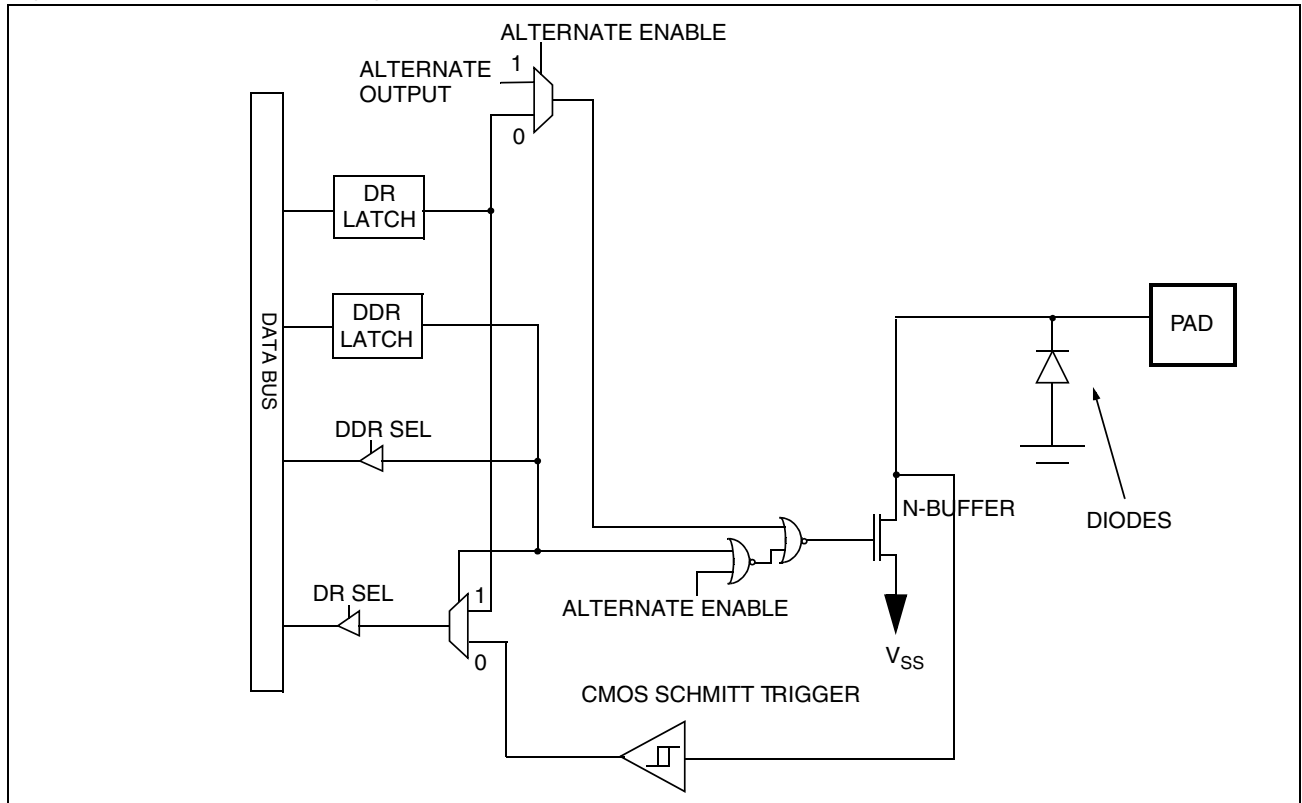 ALTERNATE ENABLE
1
ALTERNATE
OUTPUT
0
DR
LATCH
DDR
LATCH
DATA BUS
PAD
DDR SEL
N-BUFFER
DIODES
DR SEL
1
ALTERNATE ENABLE
0
VSS
CMOS SCHMITT TRIGGER